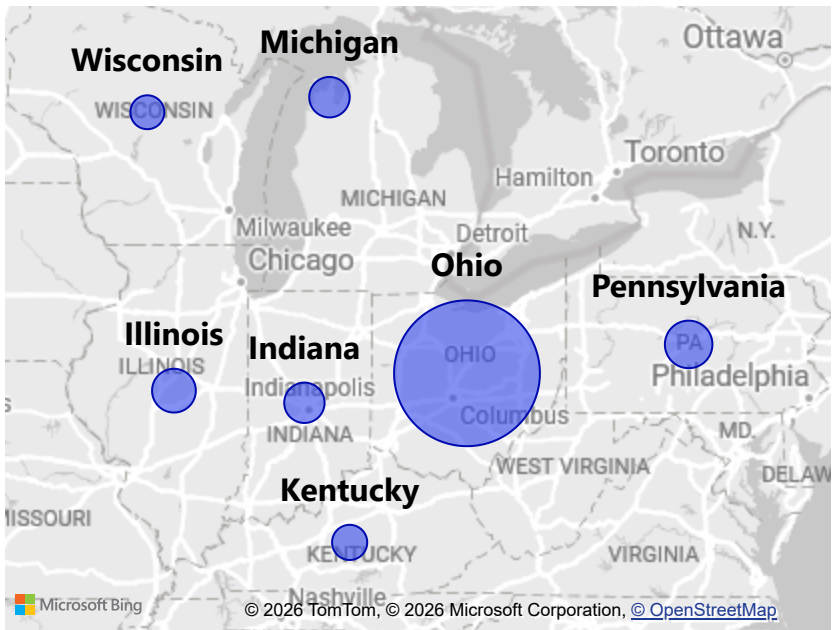 Ottawa
Michigan
Wisconsin
WISCONSIN
Toronto
Hamilton
MICHIGAN
Milwaukee
Detroit
N.Y.
Chicago
Ohio
Pennsylvania
Illinois
Indiana
OHIO
PA
ILLINOIS
Indianapolis
Philadelphia
Columbus
INDIANA
MD.
WEST VIRGINIA
DELAW
Kentucky
MISSOURI
KENTUCKY
VIRGINIA
Nashville
Microsoft Bing
© 2026 TomTom, © 2026 Microsoft Corporation, © OpenStreetMap